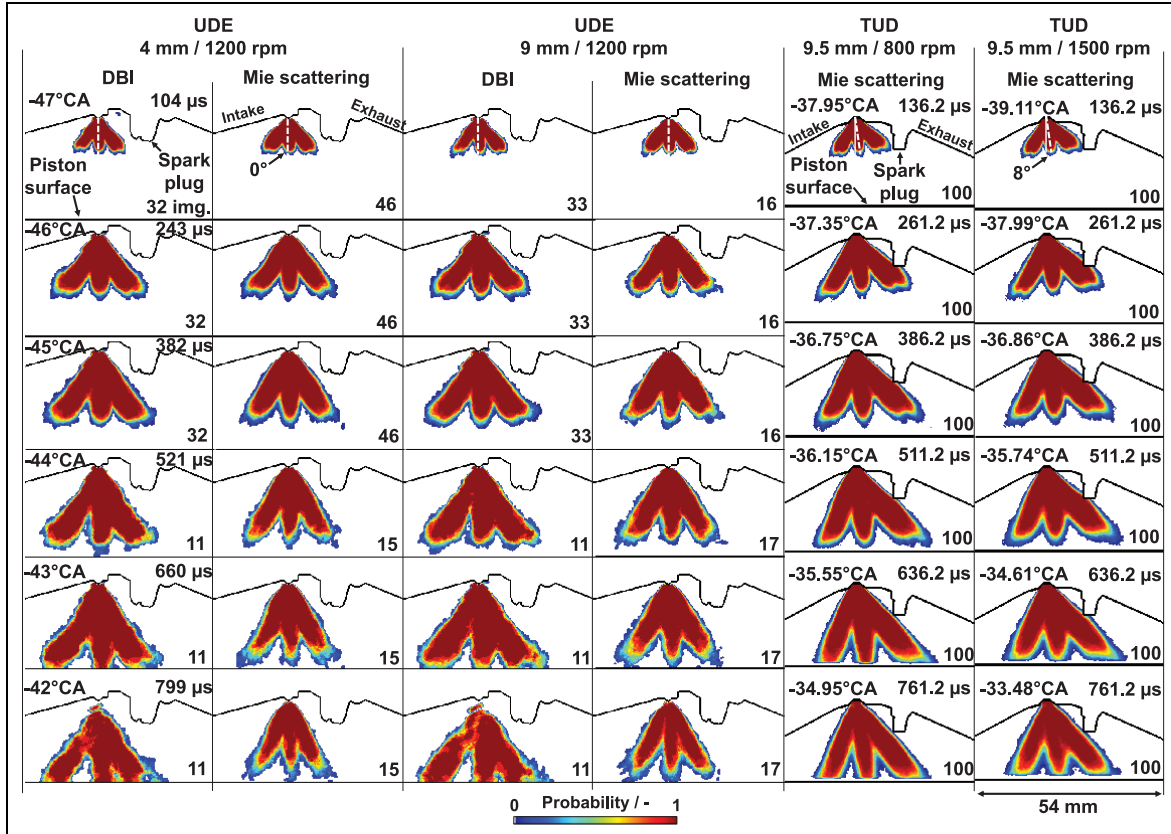 UDE UDE TUD TUD
4 mm / 1200 rpm 9 mm / 1200 rpm 9.5 mm / 800 rpm 9.5 mm / 1500 rpm
DBI Mie scattering DBI Mie scattering Mie scattering Mie scattering
-47°CA 104 µs -37.95°CA 136.2 µs -39.11°CA 136.2 µs
Intake Exhaust Intake Exhaust
Piston surface Spark plug 0° Piston surface Spark plug 8°
32 img. 46 33 16 100 100
-46°CA 243 µs -37.35°CA 261.2 µs -37.99°CA 261.2 µs
32 46 33 16 100 100
-45°CA 382 µs -36.75°CA 386.2 µs -36.86°CA 386.2 µs
32 46 33 16 100 100
-44°CA 521 µs -36.15°CA 511.2 µs -35.74°CA 511.2 µs
11 15 11 17 100 100
-43°CA 660 µs -35.55°CA 636.2 µs -34.61°CA 636.2 µs
11 15 11 17 100 100
-42°CA 799 µs -34.95°CA 761.2 µs -33.48°CA 761.2 µs
11 15 11 17 100 100
0 Probability / - 1 54 mm